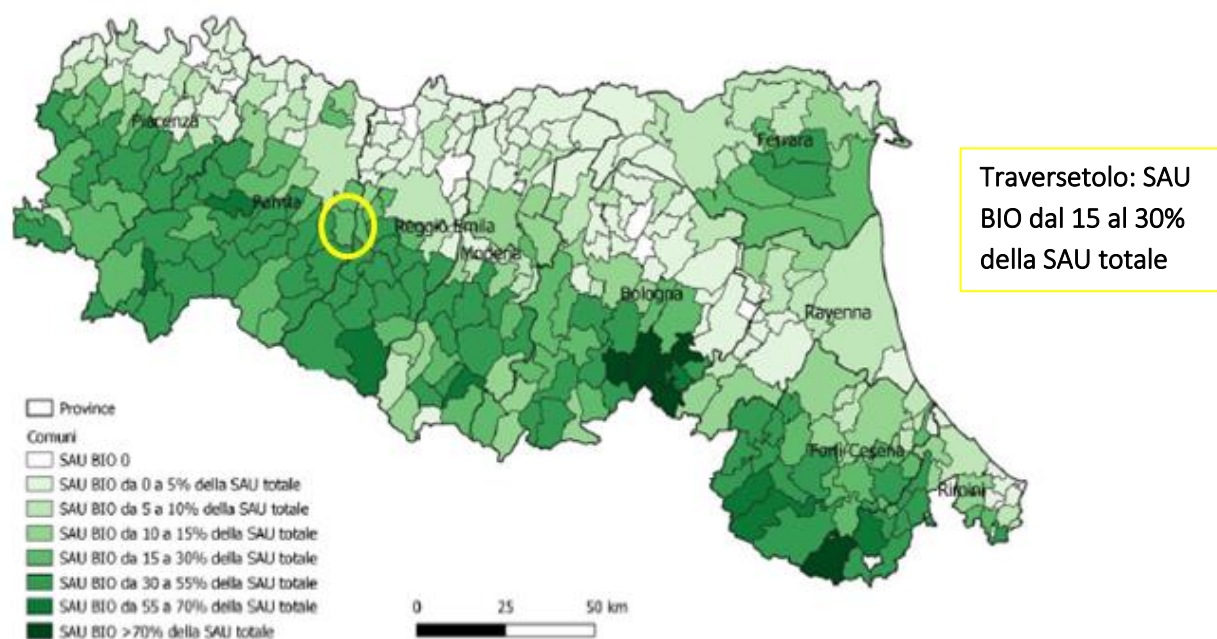 Piacenza
Ferrara
Parma
Reggio Emilia
Modena
Bologna
Ravenna
Forlì-Cesena
Rimini
Traversetolo: SAU
BIO dal 15 al 30%
della SAU totale
Province
Comuni
SAU BIO 0
SAU BIO da 0 a 5% della SAU totale
SAU BIO da 5 a 10% della SAU totale
SAU BIO da 10 a 15% della SAU totale
SAU BIO da 15 a 30% della SAU totale
SAU BIO da 30 a 55% della SAU totale
SAU BIO da 55 a 70% della SAU totale
SAU BIO >70% della SAU totale
0 25 50 km